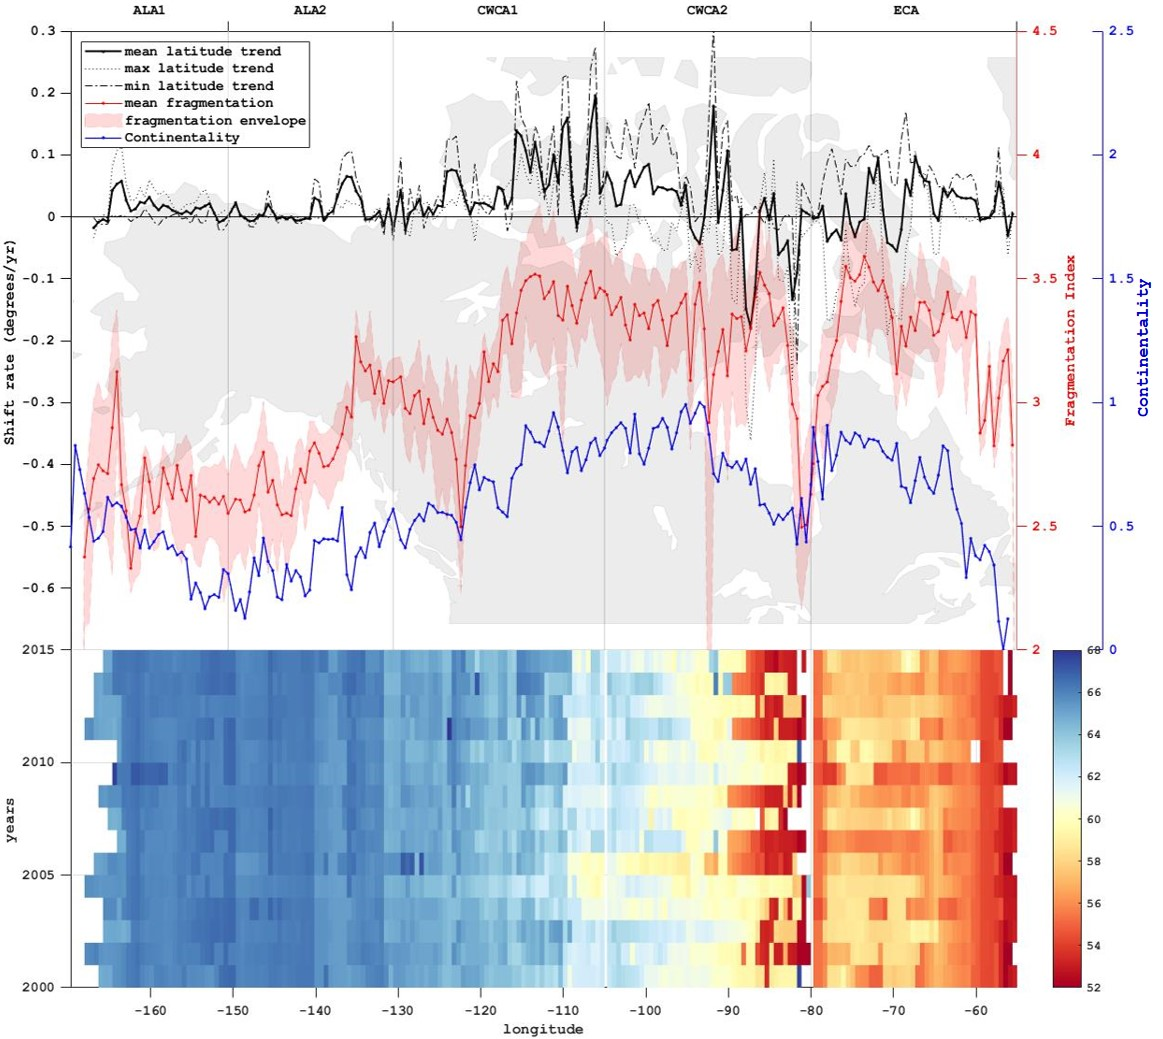 ALA1 ALA2 CWCA1 CWCA2 ECA
0.3 4.5 2.5
mean latitude trend
max latitude trend
min latitude trend
mean fragmentation
fragmentation envelope
Continentality
0.2 2
0.1 4
0
-0.1 3.5 1.5
-0.2
-0.3 3 1
-0.4
-0.5 2.5 0.5
-0.6
Shift rate (degrees/yr)
Fragmentation Index
Continentality
2015 2 0
2010
2005
2000
years
68
66
64
62
60
58
56
54
52
-160 -150 -140 -130 -120 -110 -100 -90 -80 -70 -60
longitude